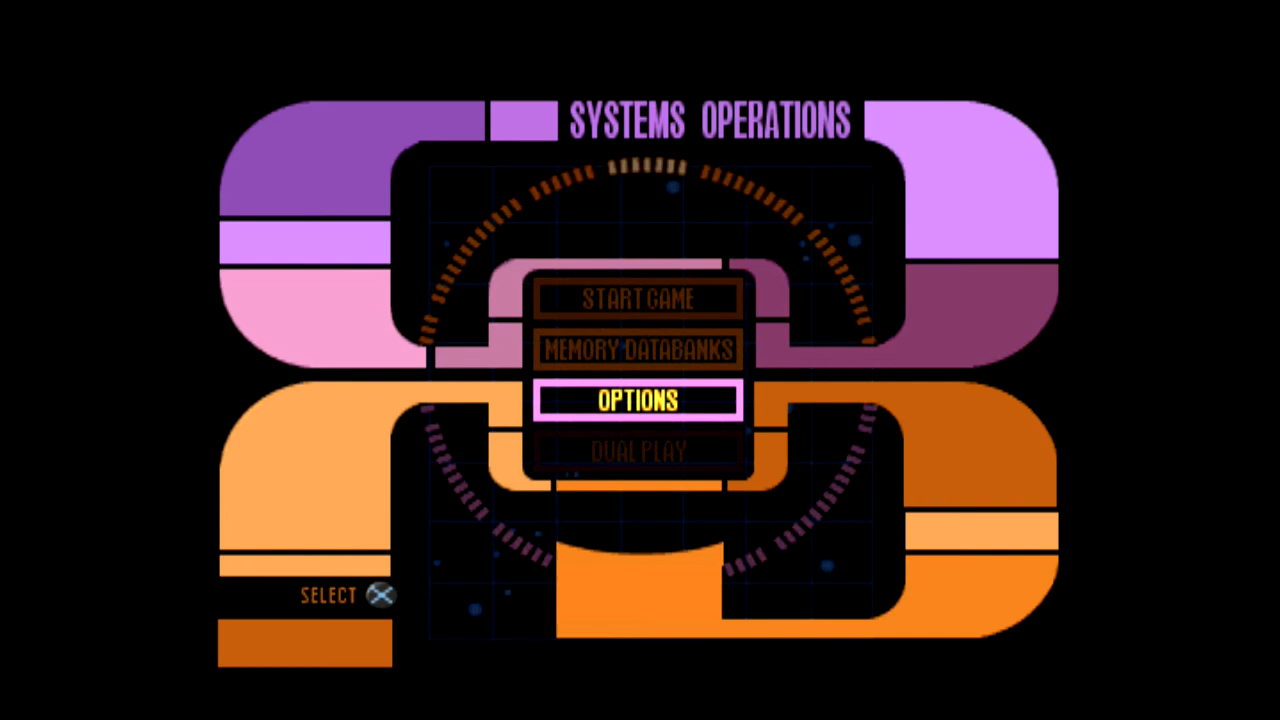 SYSTEMS OPERATIONS
START GAME
MEMORY DATABANKS
OPTIONS
DUAL PLAY
SELECT